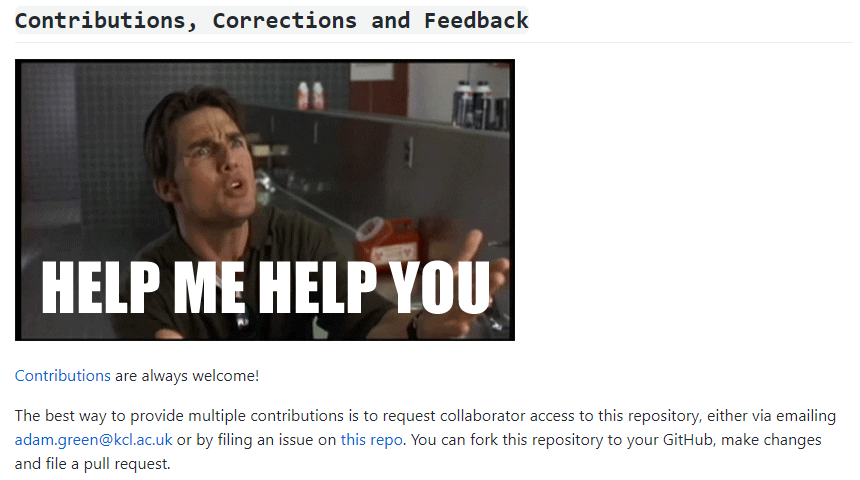 Contributions, Corrections and Feedback
HELP ME HELP YOU
Contributions are always welcome!
The best way to provide multiple contributions is to request collaborator access to this repository, either via emailing
adam.green@kcl.ac.uk or by filing an issue on this repo. You can fork this repository to your GitHub, make changes
and file a pull request.